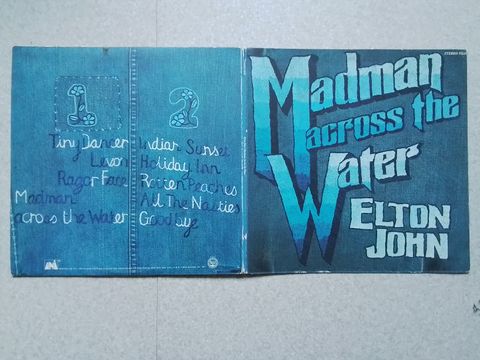 1
Tiny Dancer
Levon
Razor Face
Madman
across the Water
2
Indian Sunset
Holiday Inn
Rotten Peaches
All The Nasties
Goodbye
STEREO
Madman
across the
Water
ELTON
JOHN